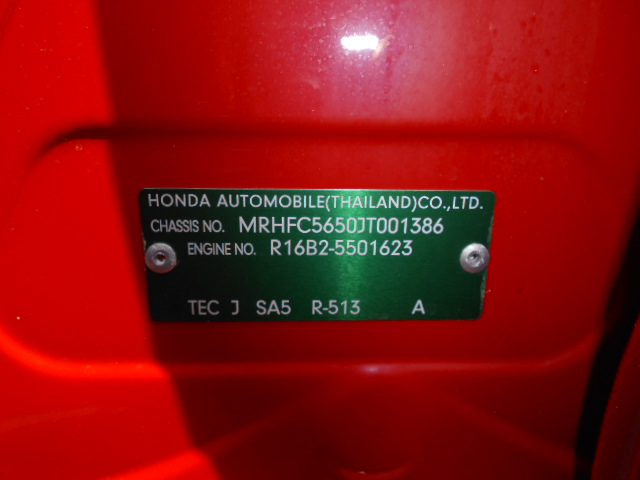 HONDA AUTOMOBILE(THAILAND)CO.,LTD.
CHASSIS NO. MRHFC5650JT001386
ENGINE NO. R16B2-5501623
TEC J SA5 R-513 A